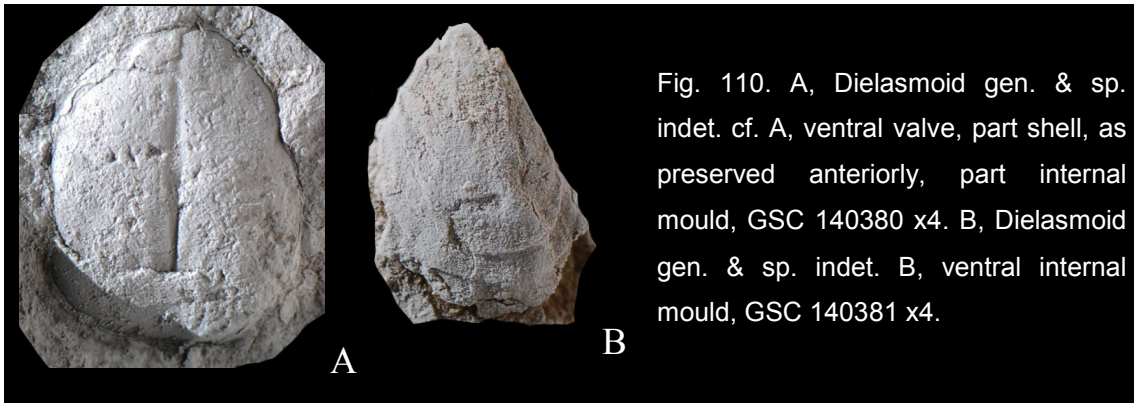 Fig. 110. A, Dielasmoid gen. & sp.
indet. cf. A, ventral valve, part shell, as
preserved anteriorly, part internal
mould, GSC 140380 x4. B, Dielasmoid
gen. & sp. indet. B, ventral internal
mould, GSC 140381 x4.
A
B